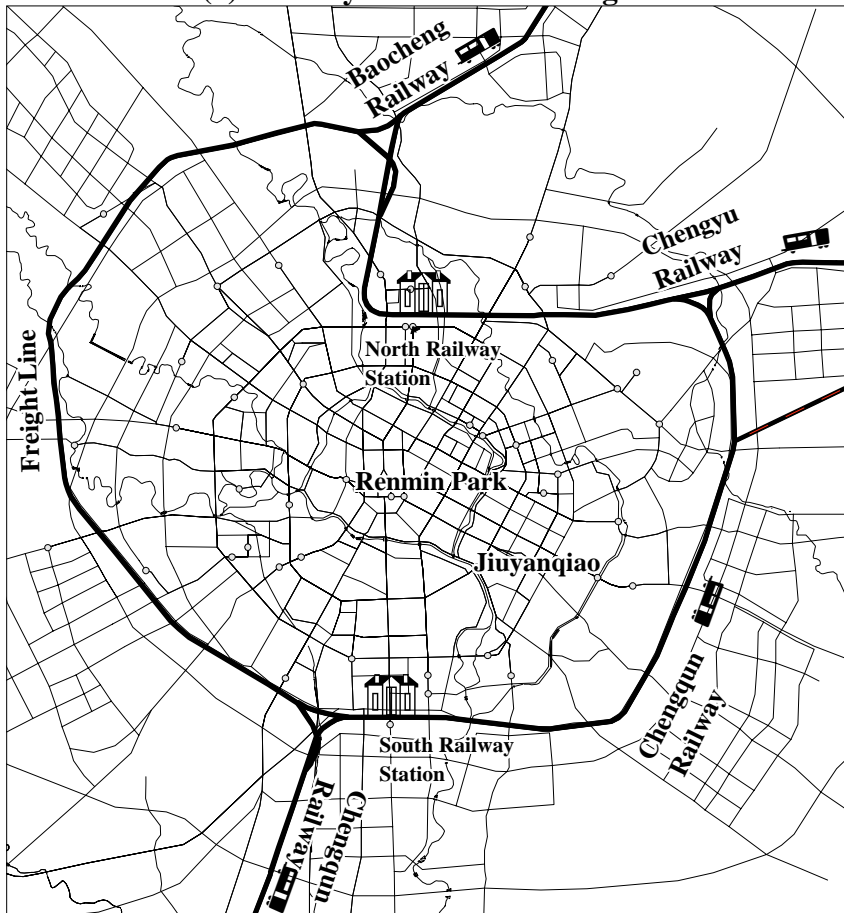 Baocheng
Railway
Chengyu
Railway
North Railway
Station
Freight Line
Renmin Park
Jiuyanqiao
Chengqun
Railway
South Railway
Station
Chengqun
Railway